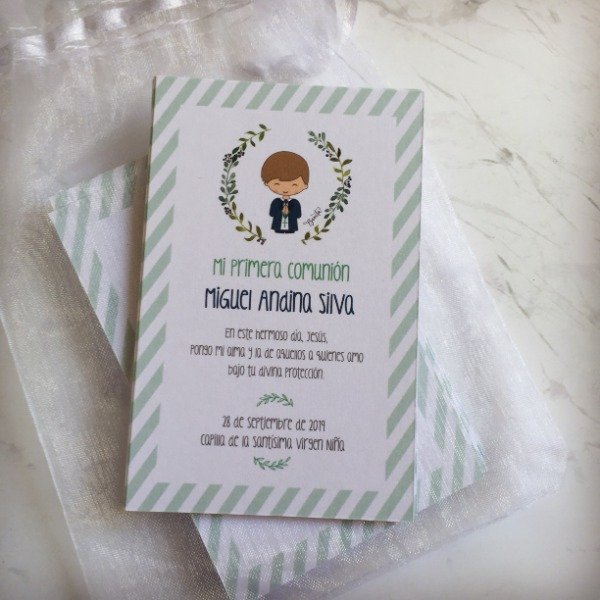 Mi Primera Comunión
Miguel Andina Silva
En este hermoso día, Jesús,
pongo mi alma y la de aquellos a quienes amo
bajo tu divina protección.
28 de septiembre de 2019
Capilla de la Santísima Virgen Niña